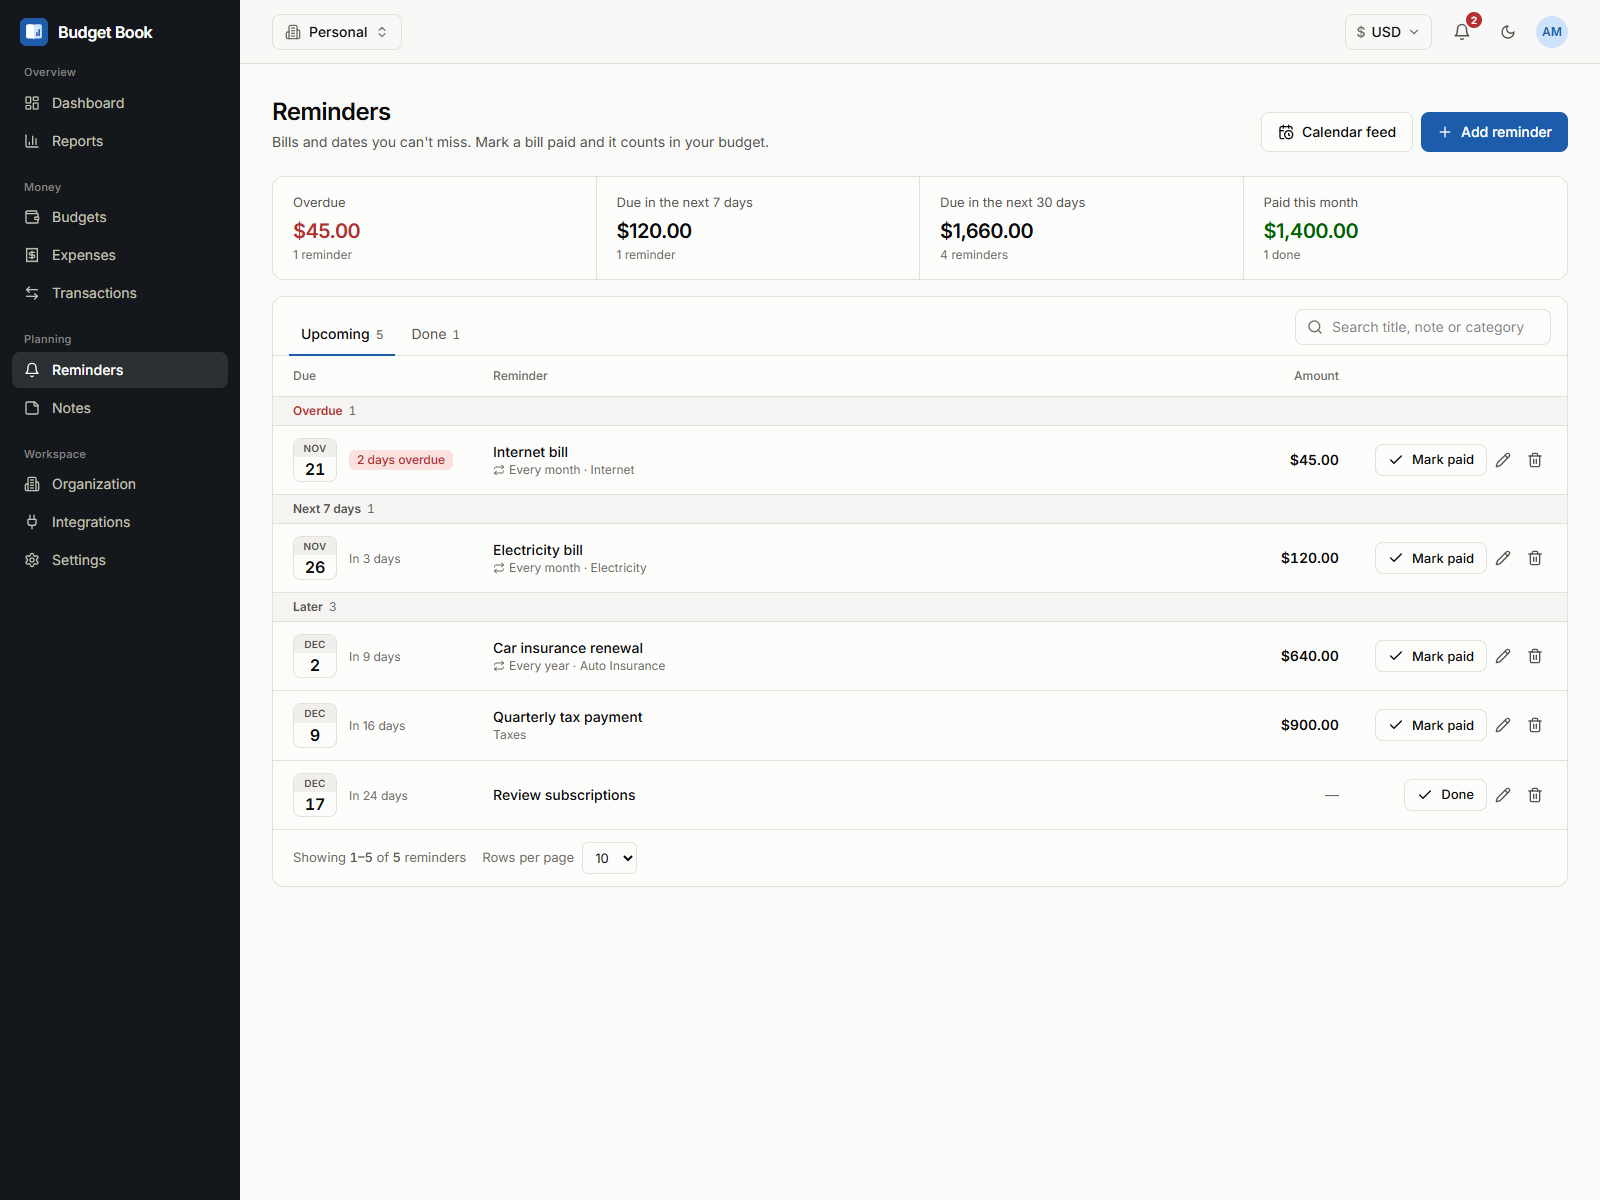 Budget Book
Overview
Dashboard
Reports
Money
Budgets
Expenses
Transactions
Planning
Reminders
Notes
Workspace
Organization
Integrations
Settings
Personal
$ USD
2
AM
Reminders
Bills and dates you can't miss. Mark a bill paid and it counts in your budget.
Calendar feed
Add reminder
Overdue
$45.00
1 reminder
Due in the next 7 days
$120.00
1 reminder
Due in the next 30 days
$1,660.00
4 reminders
Paid this month
$1,400.00
1 done
Upcoming 5
Done 1
Search title, note or category
Due Reminder Amount
Overdue 1
NOV
21
2 days overdue
Internet bill
Every month · Internet
$45.00
Mark paid
Next 7 days 1
NOV
26
In 3 days
Electricity bill
Every month · Electricity
$120.00
Mark paid
Later 3
DEC
2
In 9 days
Car insurance renewal
Every year · Auto Insurance
$640.00
Mark paid
DEC
9
In 16 days
Quarterly tax payment
Taxes
$900.00
Mark paid
DEC
17
In 24 days
Review subscriptions
—
Done
Showing 1–5 of 5 reminders
Rows per page
10